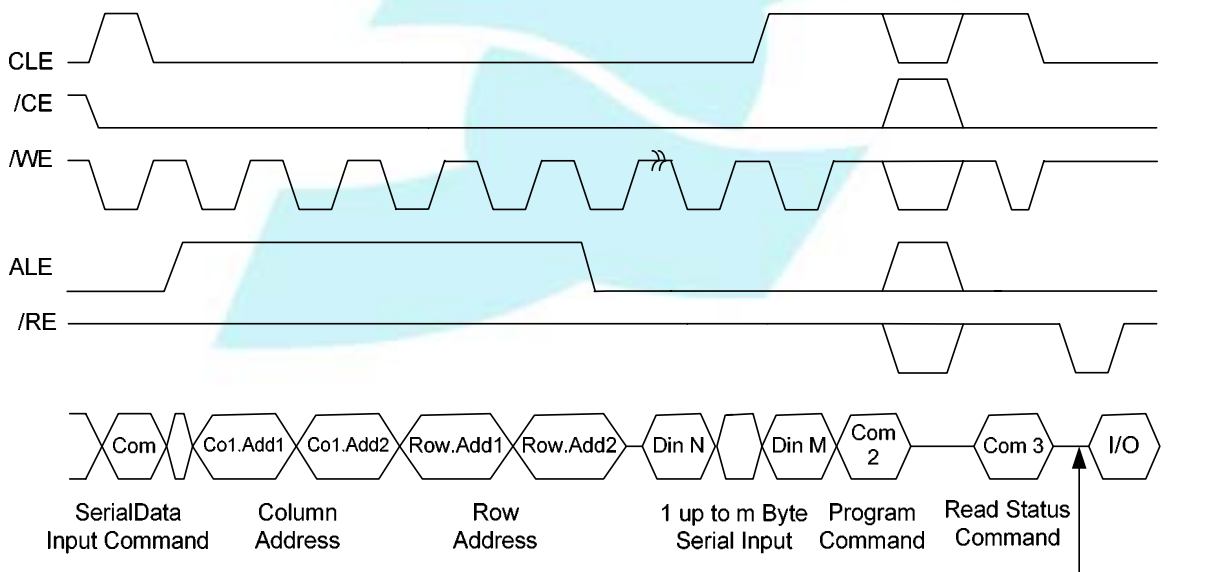 CLE
/CE
/WE
ALE
/RE
Com
Co1.Add1
Co1.Add2
Row.Add1
Row.Add2
Din N
Din M
Com
2
Com 3
I/O
SerialData
Input Command
Column
Address
Row
Address
1 up to m Byte
Serial Input
Program
Command
Read Status
Command